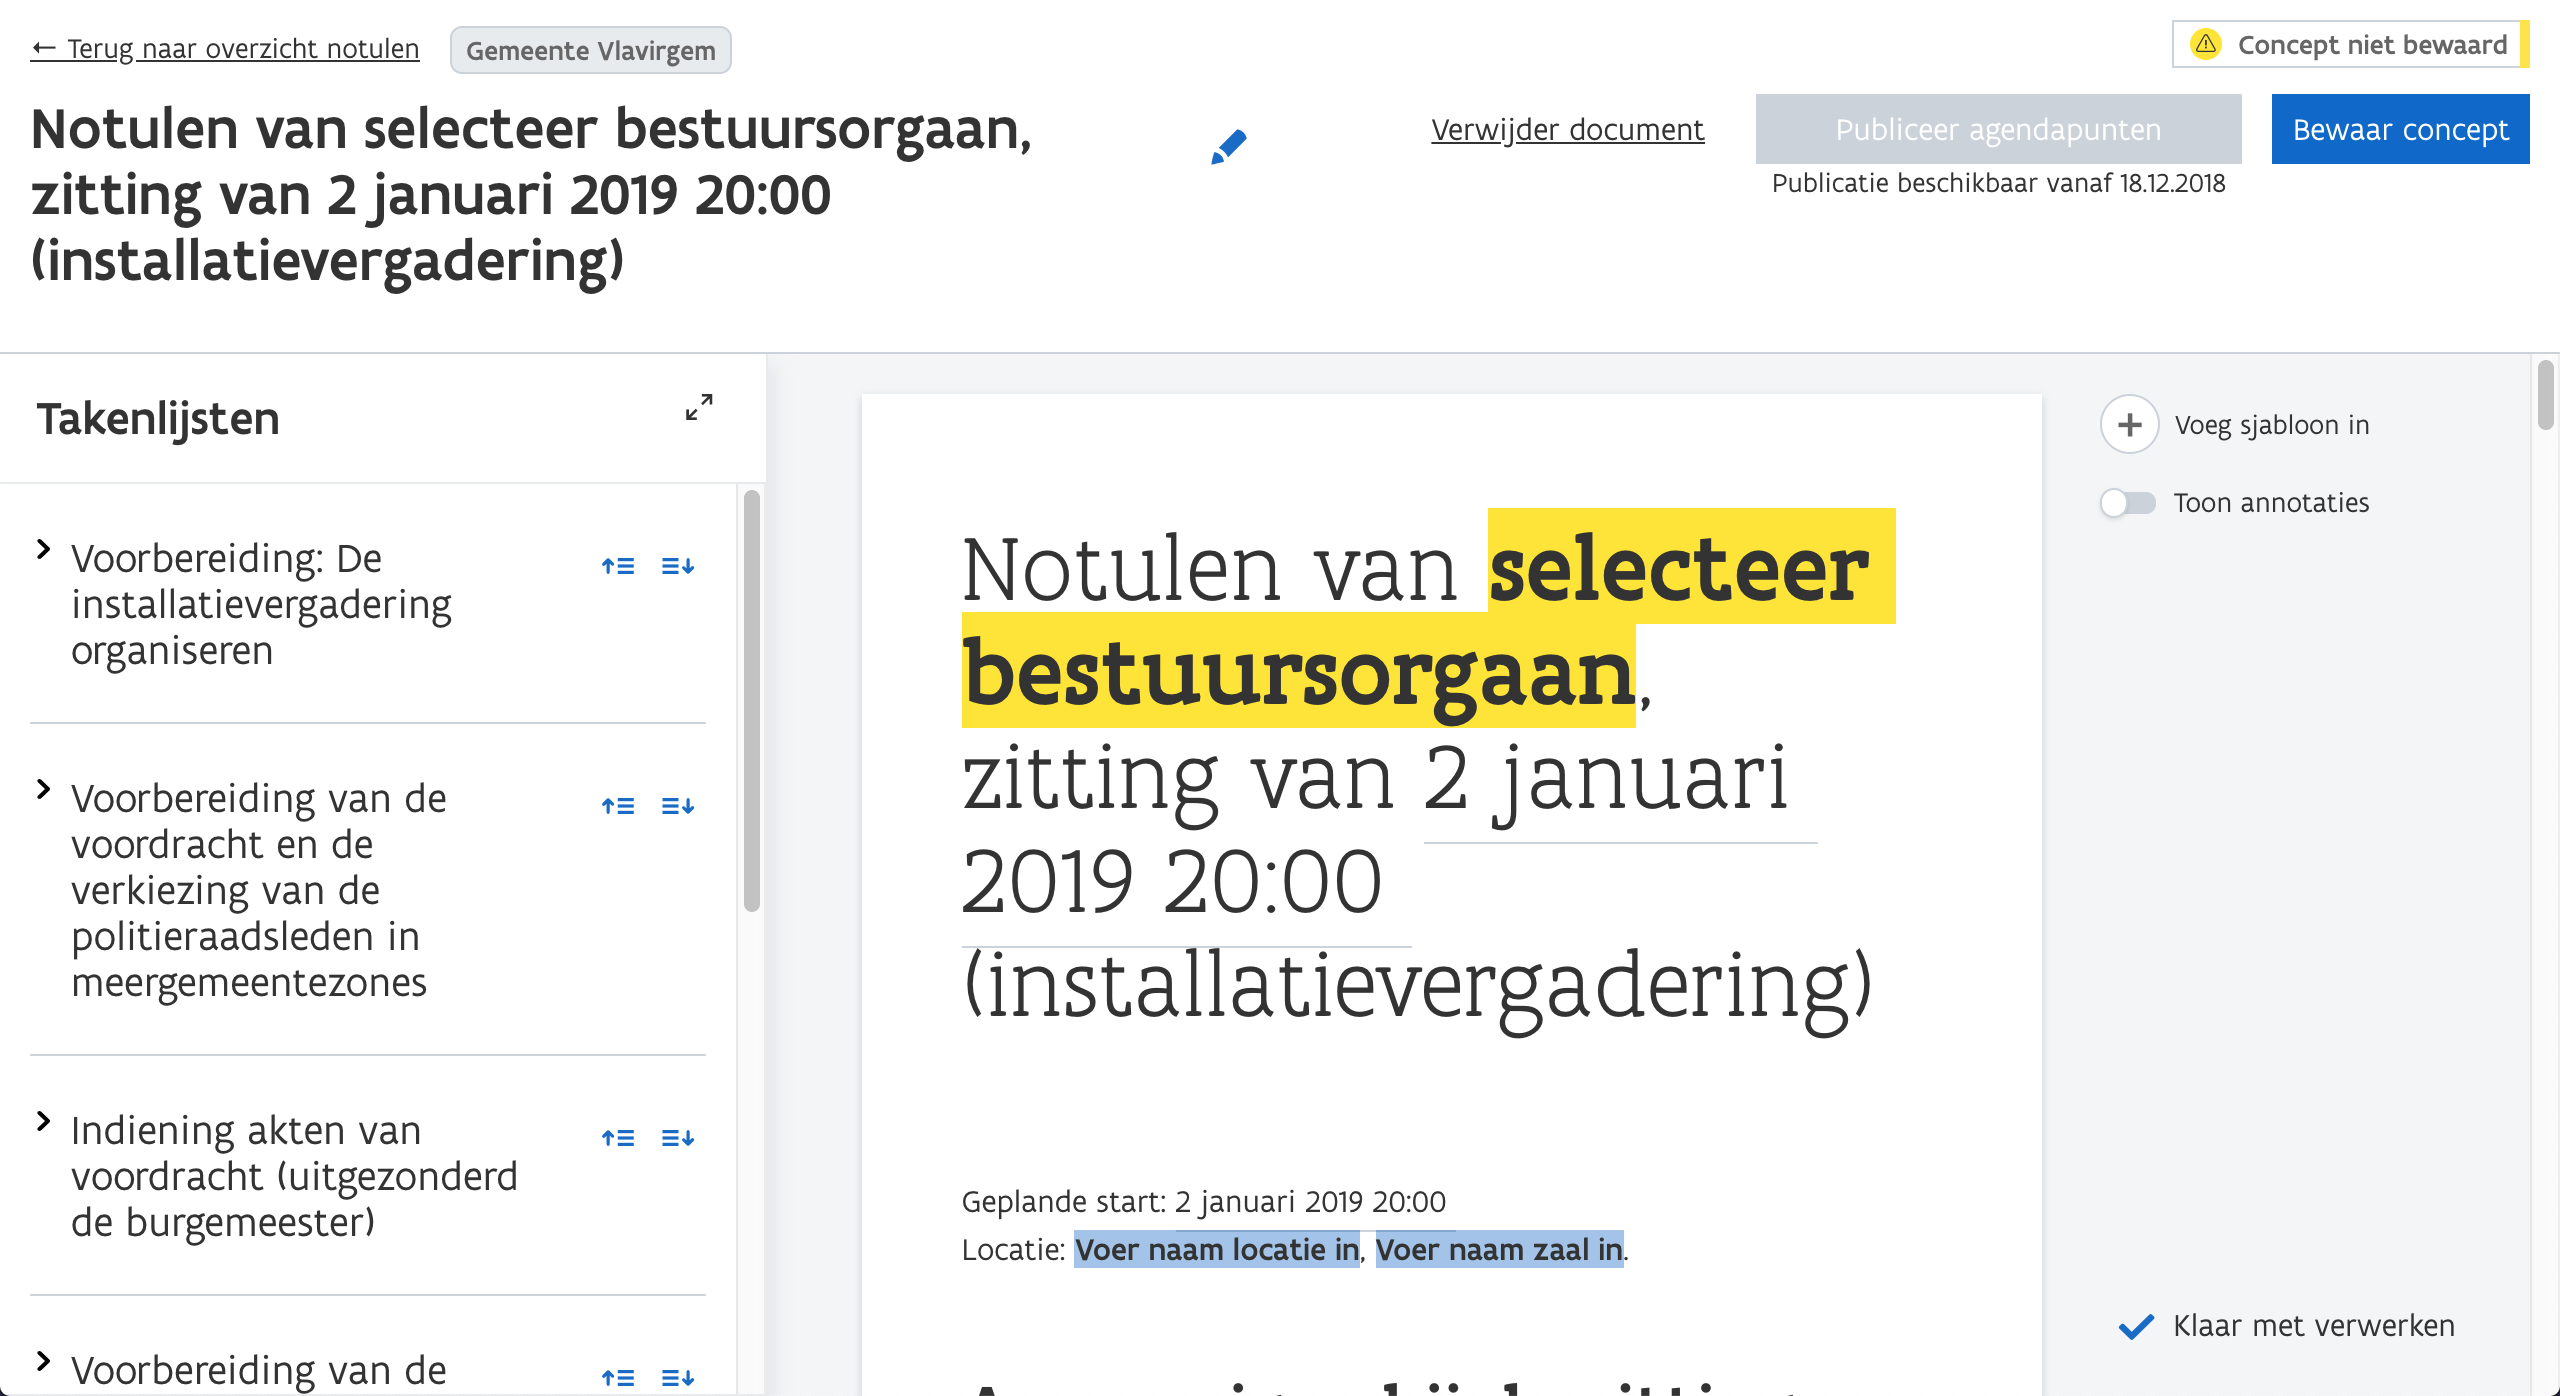 ← Terug naar overzicht notulen
Gemeente Vlavirgem
Concept niet bewaard
Notulen van selecteer bestuursorgaan,
zitting van 2 januari 2019 20:00
(installatievergadering)
Verwijder document
Publiceer agendapunten
Bewaar concept
Publicatie beschikbaar vanaf 18.12.2018
Takenlijsten
Voorbereiding: De
installatievergadering
organiseren
Voorbereiding van de
voordracht en de
verkiezing van de
politieraadsleden in
meergemeentezones
Indiening akten van
voordracht (uitgezonderd
de burgemeester)
Voorbereiding van de
Notulen van selecteer
bestuursorgaan,
zitting van 2 januari
2019 20:00
(installatievergadering)
Geplande start: 2 januari 2019 20:00
Locatie: Voer naam locatie in, Voer naam zaal in.
Voeg sjabloon in
Toon annotaties
Klaar met verwerken